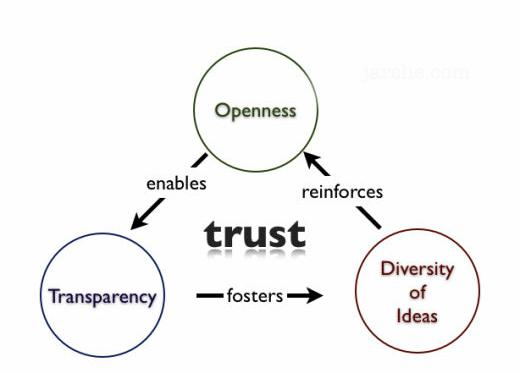 jarche.com
Openness
enables
reinforces
trust
Transparency
fosters
Diversity
of
Ideas